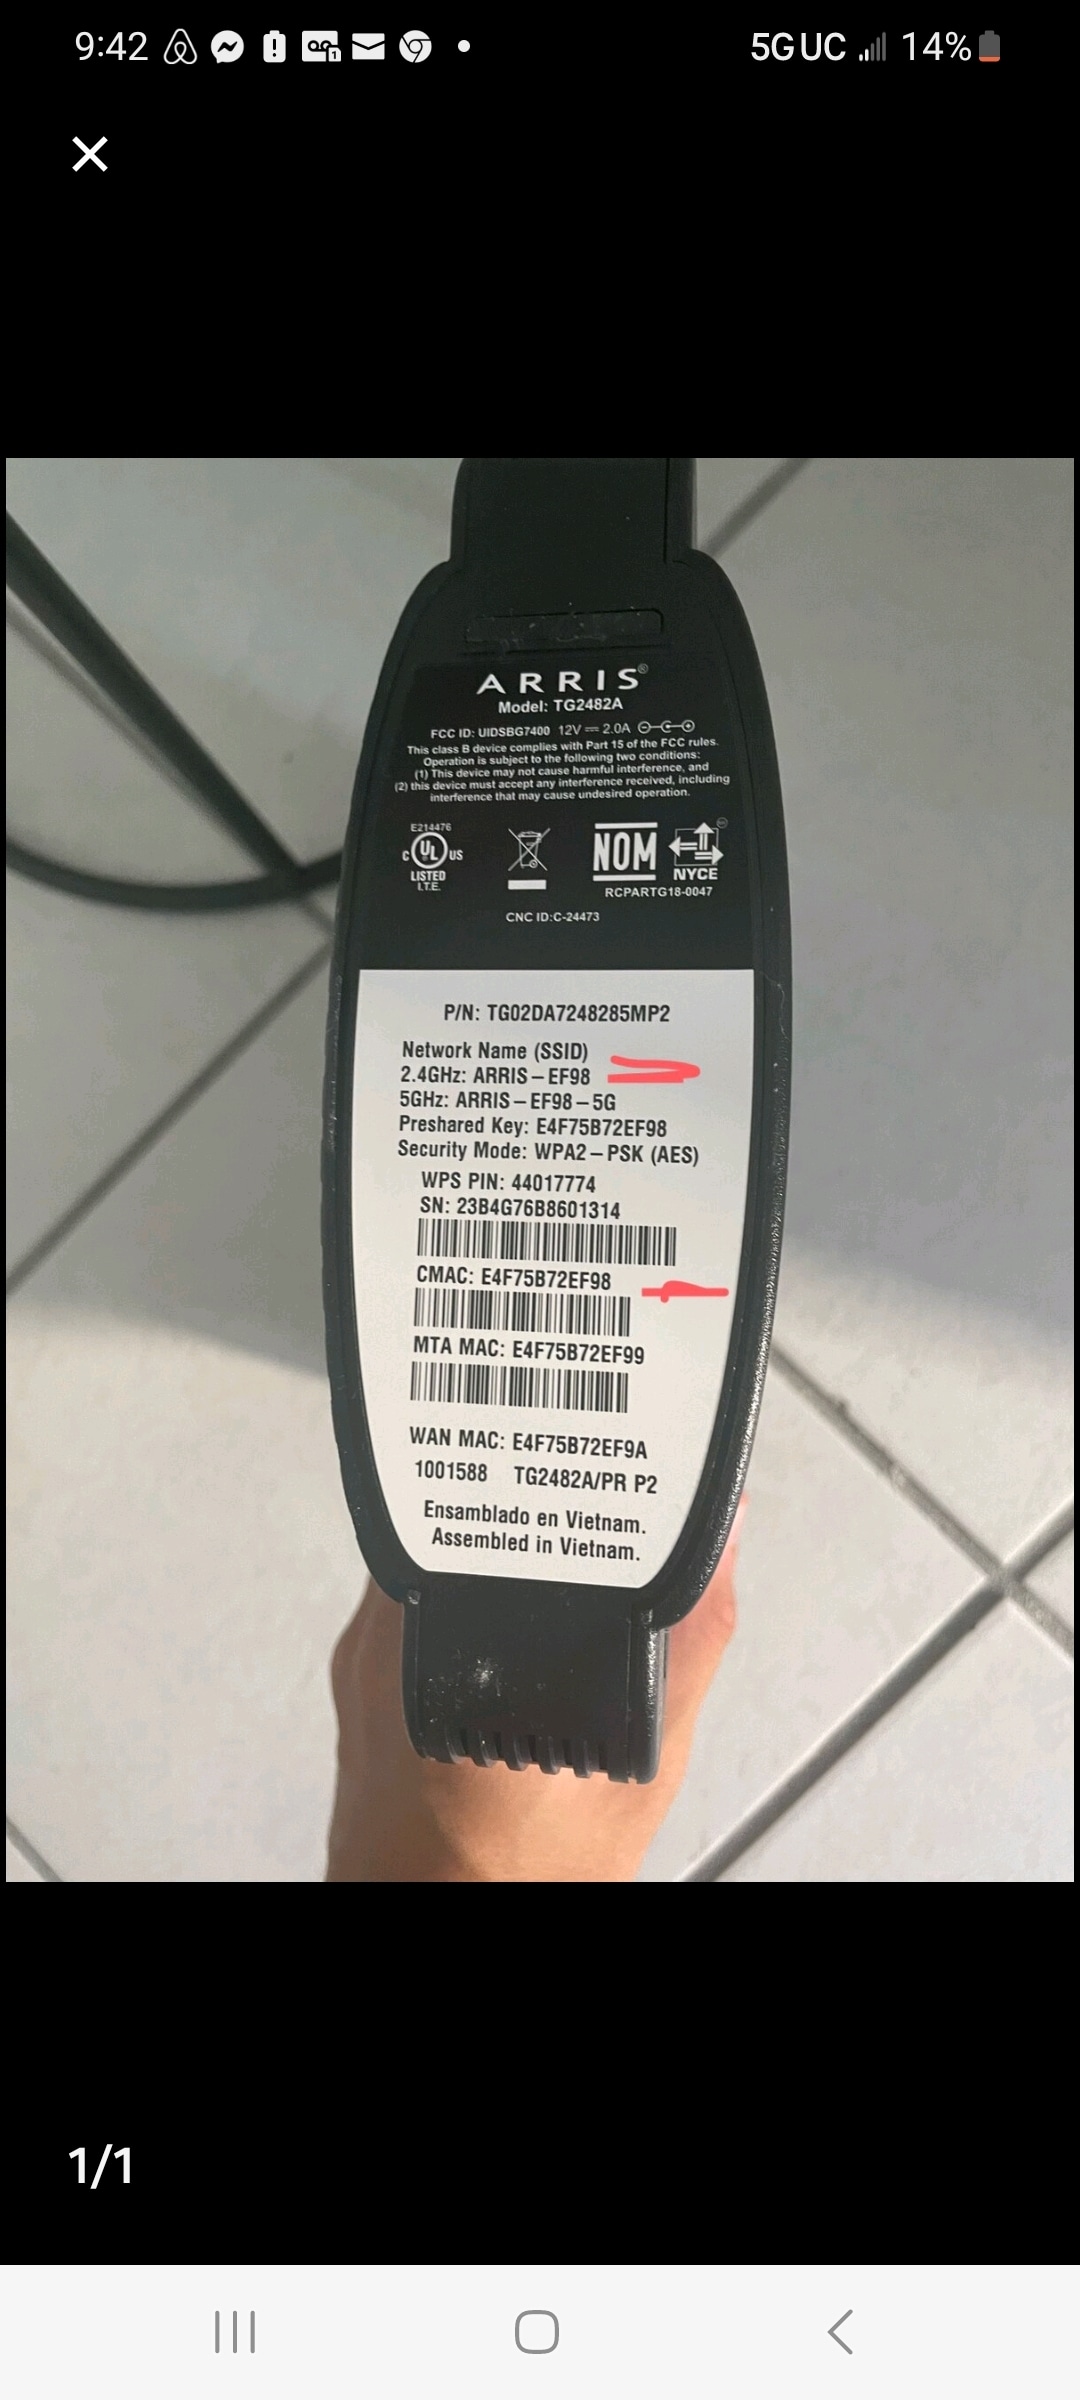 9:42
5G UC 14%
ARRIS®
Model: TG2482A
FCC ID: UIDSBG7400 12V 2.0A
This class B device complies with Part 15 of the FCC rules.
Operation is subject to the following two conditions:
(1) This device may not cause harmful interference, and
(2) this device must accept any interference received, including
interference that may cause undesired operation.
E214476
C UL US
LISTED
I.T.E.
NOM
NYCE
RCPARTG18-0047
CNC ID:C-24473
P/N: TG02DA7248285MP2
Network Name (SSID)
2.4GHz: ARRIS-EF98
5GHz: ARRIS-EF98-5G
Preshared Key: E4F75B72EF98
Security Mode: WPA2-PSK (AES)
WPS PIN: 44017774
SN: 23B4G76B8601314
CMAC: E4F75B72EF98
MTA MAC: E4F75B72EF99
WAN MAC: E4F75B72EF9A
1001588 TG2482A/PR P2
Ensamblado en Vietnam.
Assembled in Vietnam.
1/1